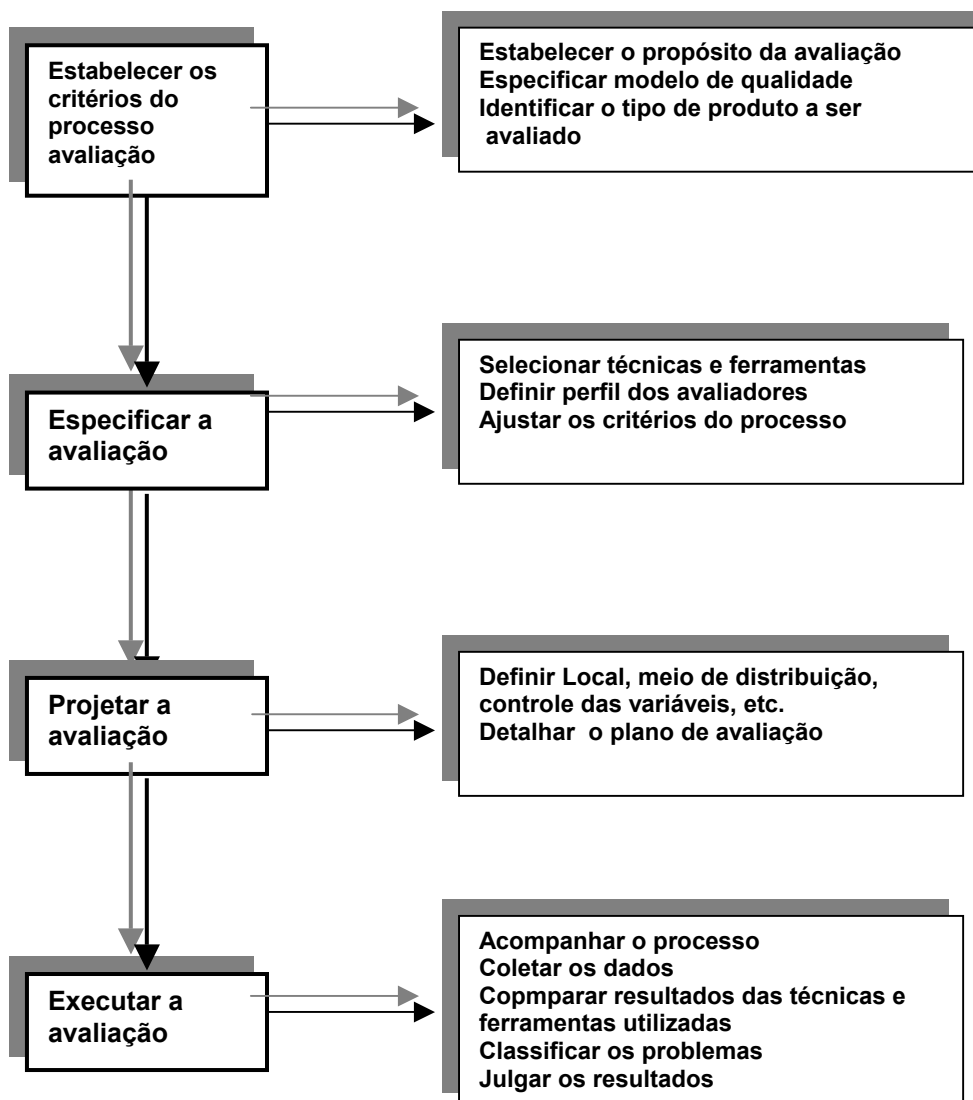 Estabelecer os
critérios do
processo
avaliação
Estabelecer o propósito da avaliação
Especificar modelo de qualidade
Identificar o tipo de produto a ser
avaliado
Especificar a
avaliação
Selecionar técnicas e ferramentas
Definir perfil dos avaliadores
Ajustar os critérios do processo
Projetar a
avaliação
Definir Local, meio de distribuição,
controle das variáveis, etc.
Detalhar o plano de avaliação
Executar a
avaliação
Acompanhar o processo
Coletar os dados
Copmparar resultados das técnicas e
ferramentas utilizadas
Classificar os problemas
Julgar os resultados